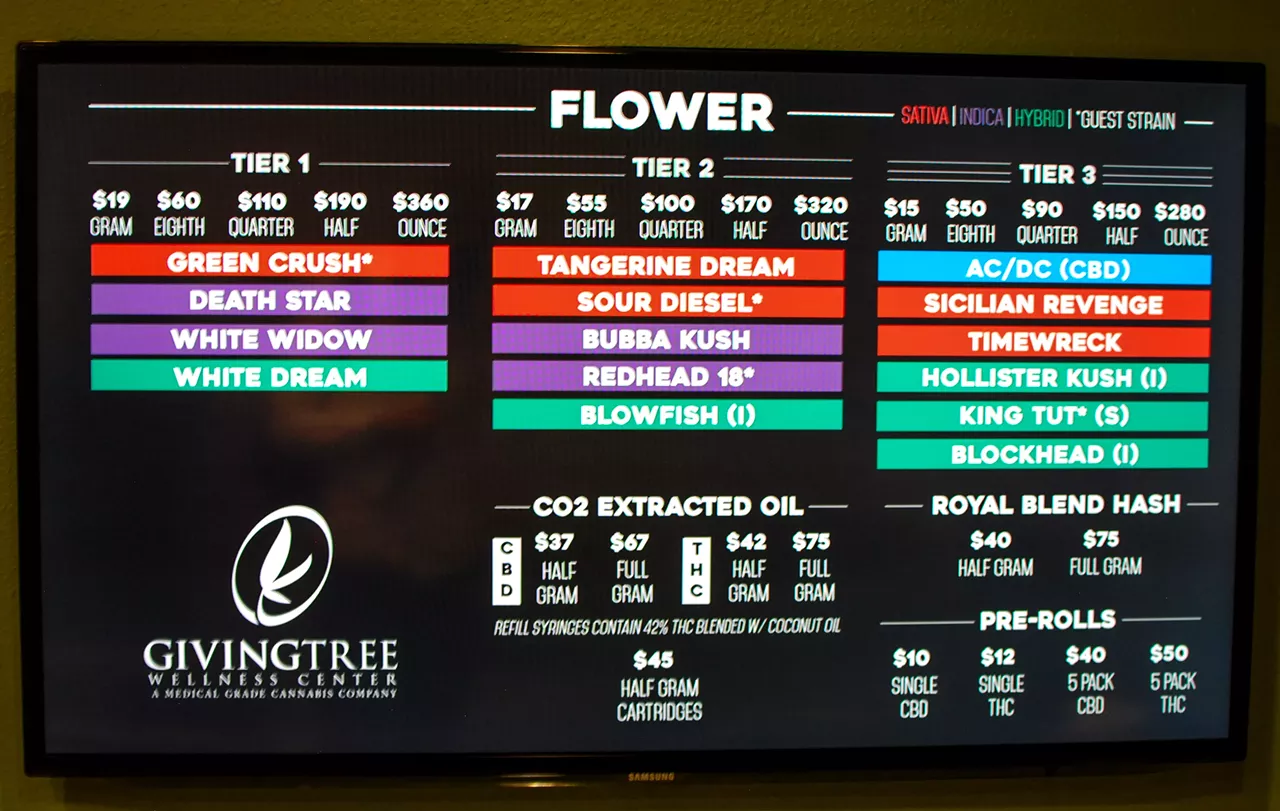 FLOWER
SATIVA | INDICA | HYBRID | *GUEST STRAIN
TIER 1
$19 $60 $110 $190 $360
GRAM EIGHTH QUARTER HALF OUNCE
GREEN CRUSH*
DEATH STAR
WHITE WIDOW
WHITE DREAM
TIER 2
$17 $55 $100 $170 $320
GRAM EIGHTH QUARTER HALF OUNCE
TANGERINE DREAM
SOUR DIESEL*
BUBBA KUSH
REDHEAD 18*
BLOWFISH (I)
TIER 3
$15 $50 $90 $150 $280
GRAM EIGHTH QUARTER HALF OUNCE
AC/DC (CBD)
SICILIAN REVENGE
TIMEWRECK
HOLLISTER KUSH (I)
KING TUT* (S)
BLOCKHEAD (I)
GIVINGTREE
WELLNESS CENTER
A MEDICAL GRADE CANNABIS COMPANY
CO2 EXTRACTED OIL
CBD $37 $67 THC $42 $75
HALF FULL HALF FULL
GRAM GRAM GRAM GRAM
REFILL SYRINGES CONTAIN 42% THC BLENDED W/ COCONUT OIL
$45
HALF GRAM
CARTRIDGES
ROYAL BLEND HASH
$40 $75
HALF GRAM FULL GRAM
PRE-ROLLS
$10 $12 $40 $50
SINGLE SINGLE 5 PACK 5 PACK
CBD THC CBD THC
SAMSUNG